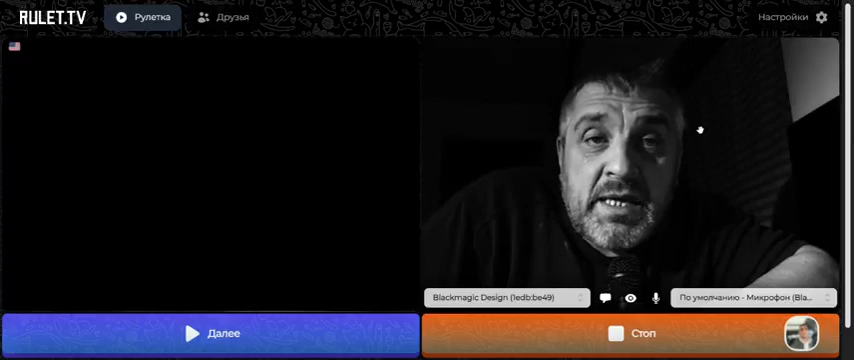 RULET.TV
Рулетка
Друзья
Настройки
Blackmagic Design (1edb:be49)
По умолчанию - Микрофон (Bla...
Далее
Стоп